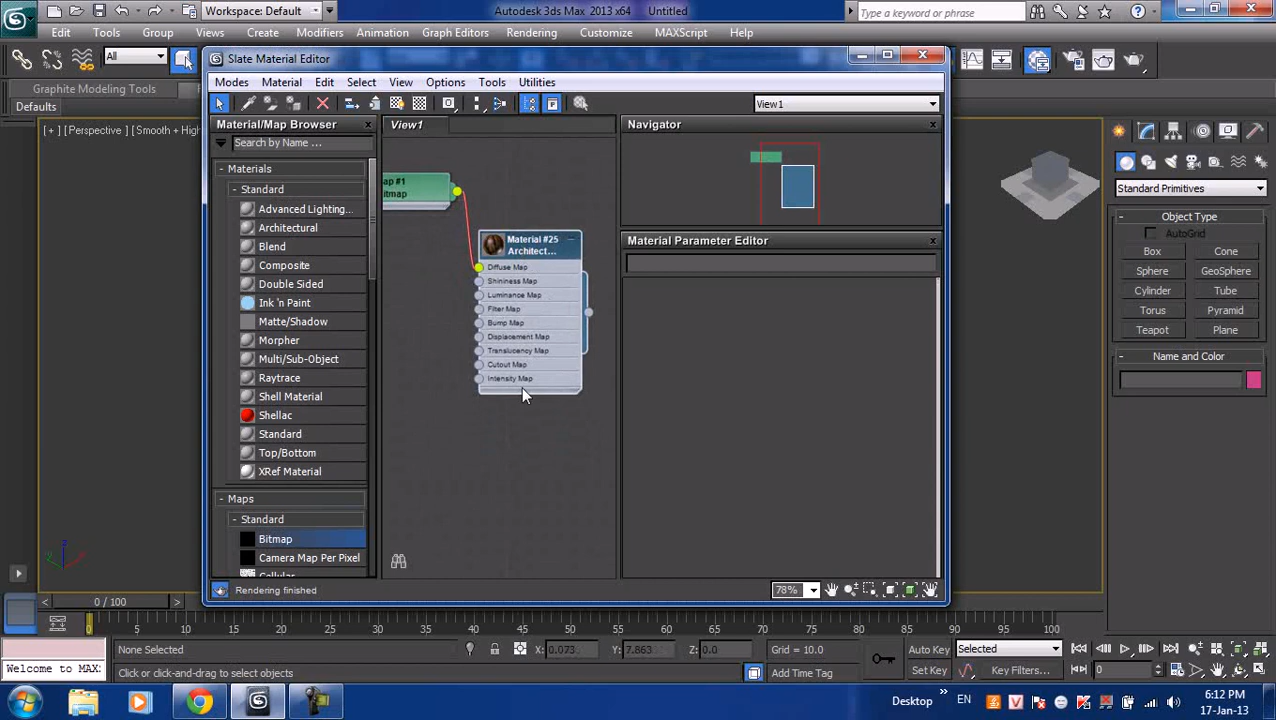 Workspace: Default
Autodesk 3ds Max 2013 x64 Untitled
Type a keyword or phrase
Edit Tools Group Views Create Modifiers Animation Graph Editors Rendering Customize MAXScript Help
All
Graphite Modeling Tools
Defaults
[ + ] [ Perspective ] [ Smooth + High
Slate Material Editor
Modes Material Edit Select View Options Tools Utilities
View1
Material/Map Browser
Search by Name ...
- Materials
- Standard
Advanced Lighting...
Architectural
Blend
Composite
Double Sided
Ink 'n Paint
Matte/Shadow
Morpher
Multi/Sub-Object
Raytrace
Shell Material
Shellac
Standard
Top/Bottom
XRef Material
- Maps
- Standard
Bitmap
Camera Map Per Pixel
Cellular
View1
ap #1
itmap
Material #25
Architect...
Diffuse Map
Shininess Map
Luminance Map
Filter Map
Bump Map
Displacement Map
Translucency Map
Cutout Map
Intensity Map
Navigator
Material Parameter Editor
Rendering finished
78%
Standard Primitives
- Object Type
AutoGrid
Box Cone
Sphere Geosphere
Cylinder Tube
Torus Pyramid
Teapot Plane
- Name and Color
0 / 100
0 5 10 15 20 25 30 35 40 45 50 55 60 65 70 75 80 85 90 95 100
None Selected
X: 0.073 Y: 7.863 Z: 0.0
Grid = 10.0
Auto Key
Selected
Welcome to MAX
Click or click-and-drag to select objects
Add Time Tag
Set Key
Key Filters...
0
Desktop
EN
6:12 PM
17-Jan-13